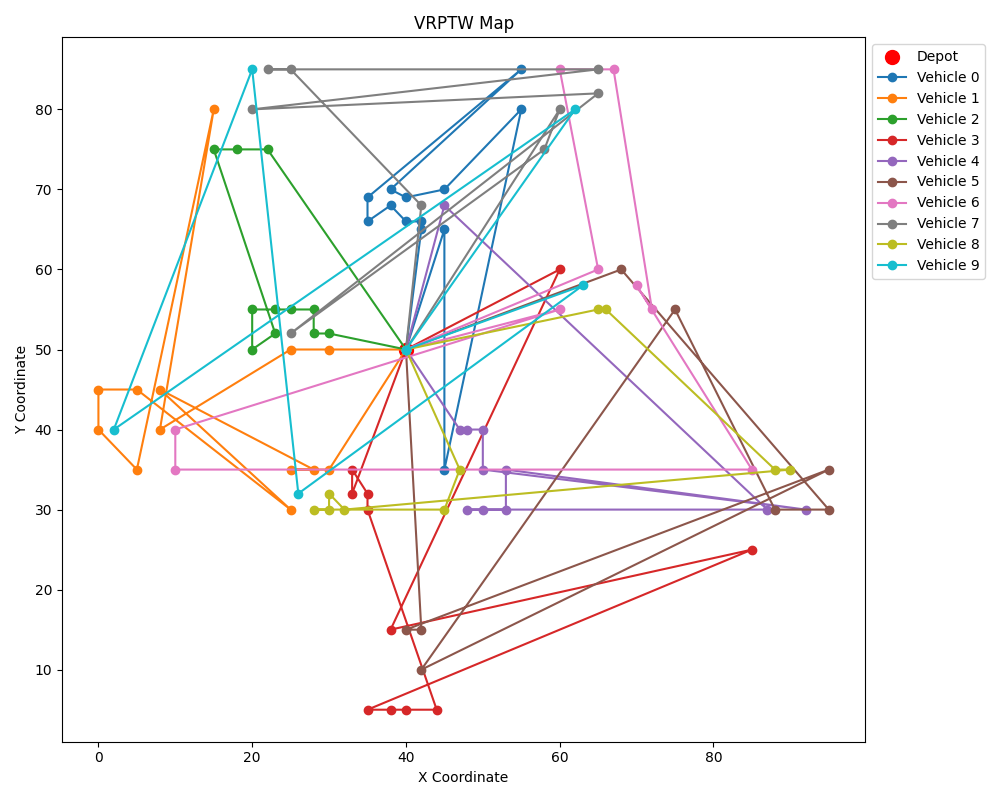 VRPTW Map
Y Coordinate
80
70
60
50
40
30
20
10
0
20
40
60
80
X Coordinate
Depot
Vehicle 0
Vehicle 1
Vehicle 2
Vehicle 3
Vehicle 4
Vehicle 5
Vehicle 6
Vehicle 7
Vehicle 8
Vehicle 9